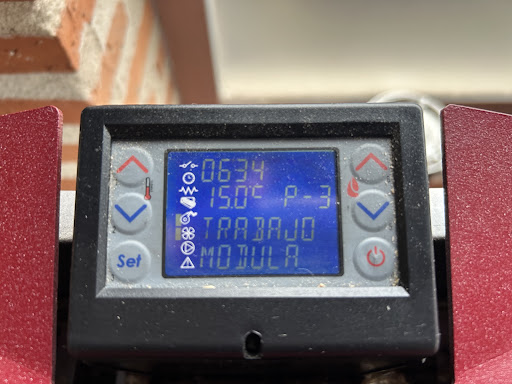 0634
15.0°C P-3
TRABAJO
MODULA
Set